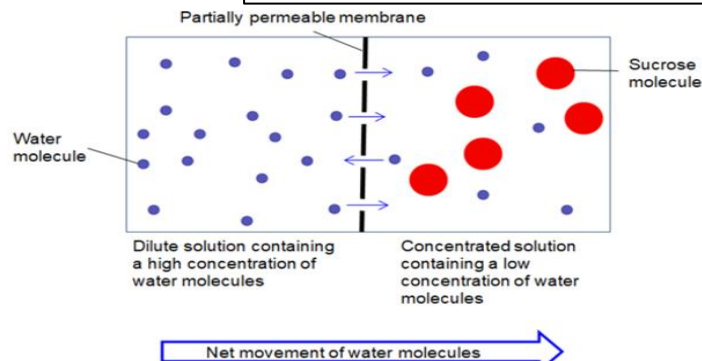 Partially permeable membrane
Sucrose
molecule
Water
molecule
Dilute solution containing
a high concentration of
water molecules
Concentrated solution
containing a low
concentration of water
molecules
Net movement of water molecules